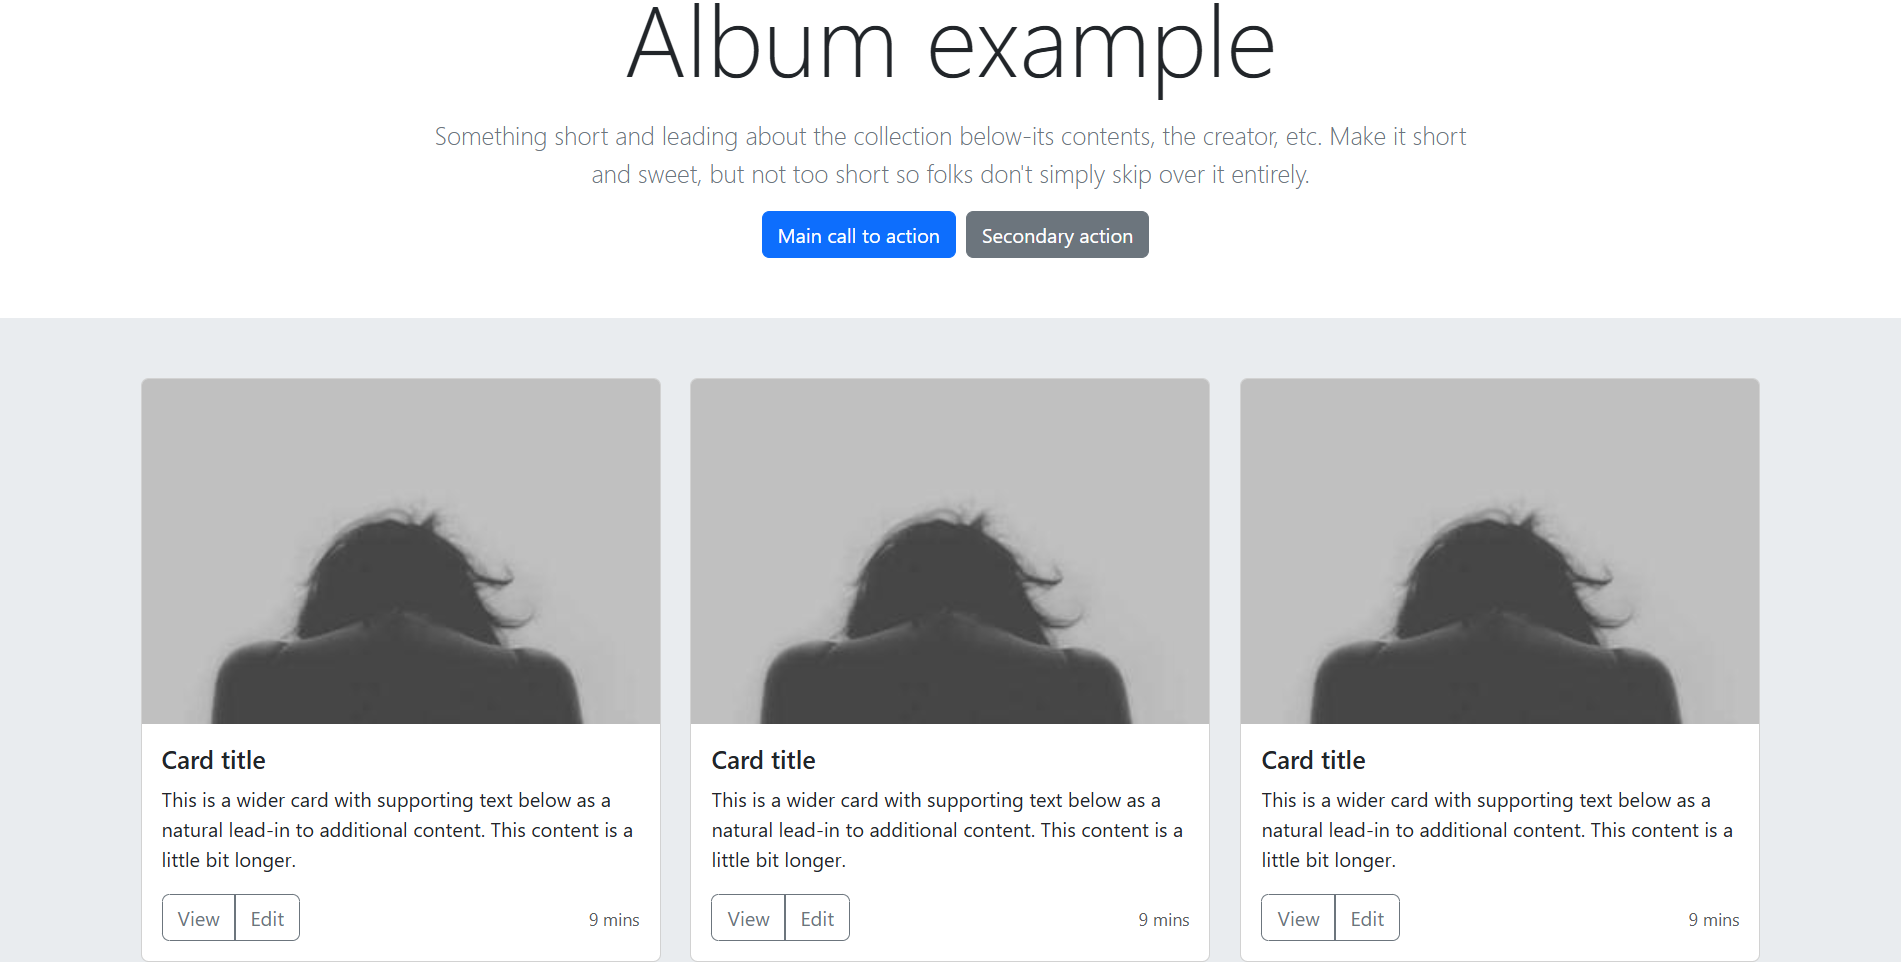 Album example
Something short and leading about the collection below-its contents, the creator, etc. Make it short
and sweet, but not too short so folks don't simply skip over it entirely.
Main call to action
Secondary action
Card title
This is a wider card with supporting text below as a
natural lead-in to additional content. This content is a
little bit longer.
View
Edit
9 mins
Card title
This is a wider card with supporting text below as a
natural lead-in to additional content. This content is a
little bit longer.
View
Edit
9 mins
Card title
This is a wider card with supporting text below as a
natural lead-in to additional content. This content is a
little bit longer.
View
Edit
9 mins